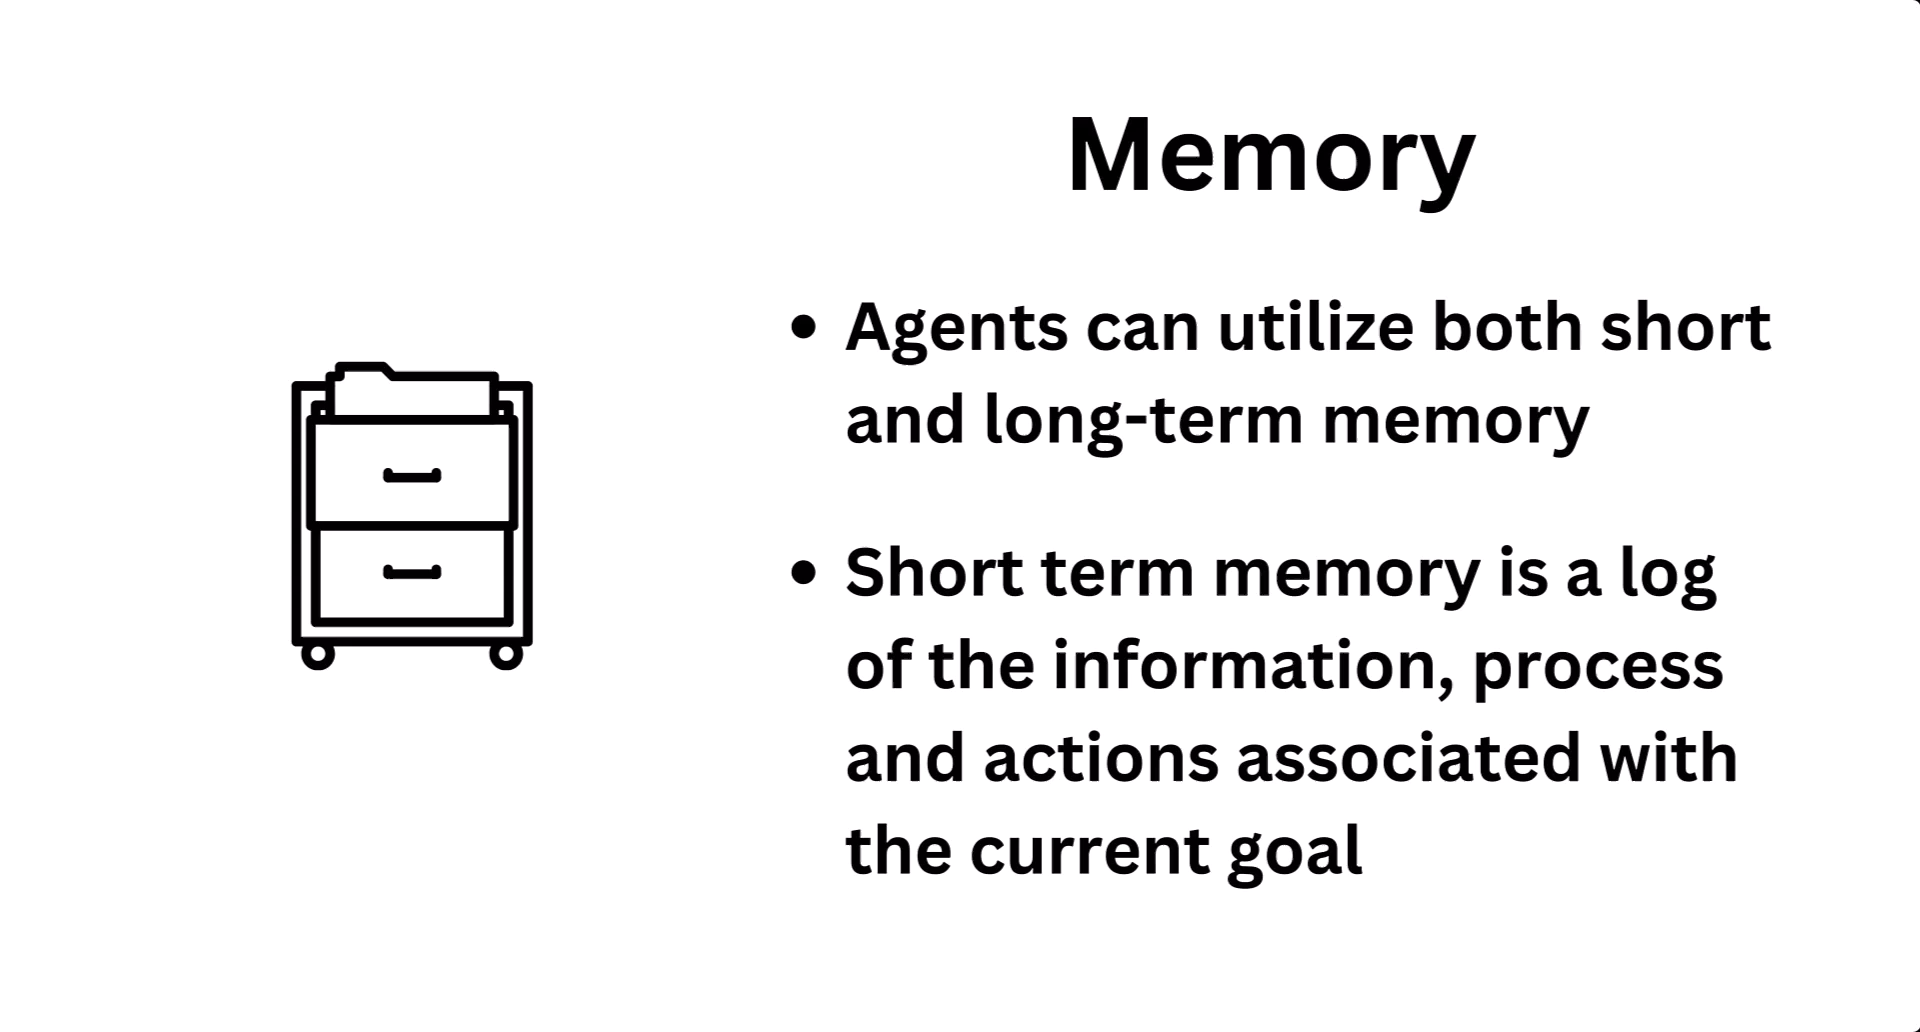 Memory
• Agents can utilize both short
and long-term memory
• Short term memory is a log
of the information, process
and actions associated with
the current goal